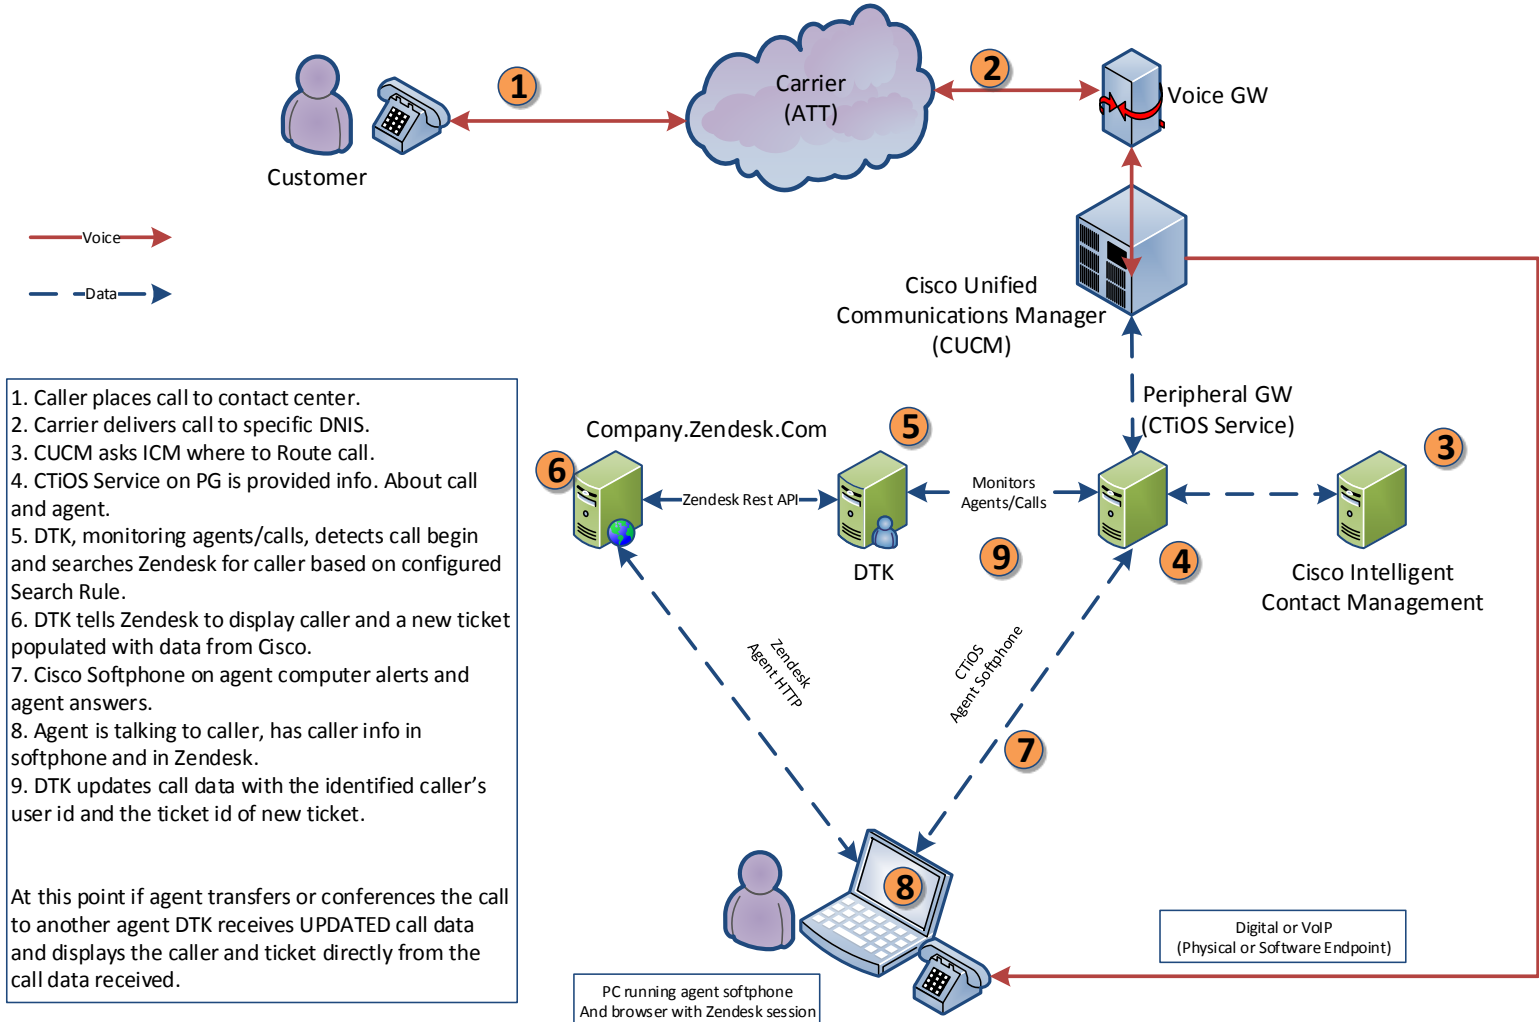 1
2
Carrier
(ATT)
Voice GW
Customer
Voice
Data
Cisco Unified
Communications Manager
(CUCM)
Peripheral GW
(CTiOS Service)
1. Caller places call to contact center.
2. Carrier delivers call to specific DNIS.
3. CUCM asks ICM where to Route call.
4. CTiOS Service on PG is provided info. About call
and agent.
5. DTK, monitoring agents/calls, detects call begin
and searches Zendesk for caller based on configured
Search Rule.
6. DTK tells Zendesk to display caller and a new ticket
populated with data from Cisco.
7. Cisco Softphone on agent computer alerts and
agent answers.
8. Agent is talking to caller, has caller info in
softphone and in Zendesk.
9. DTK updates call data with the identified caller's
user id and the ticket id of new ticket.
At this point if agent transfers or conferences the call
to another agent DTK receives UPDATED call data
and displays the caller and ticket directly from the
call data received.
Company.Zendesk.Com
5
3
6
Zendesk Rest API
Monitors
Agents/Calls
9
4
DTK
Cisco Intelligent
Contact Management
Zendesk
Agent HTTP
CTiOS
Agent Softphone
7
8
Digital or VoIP
(Physical or Software Endpoint)
PC running agent softphone
And browser with Zendesk session